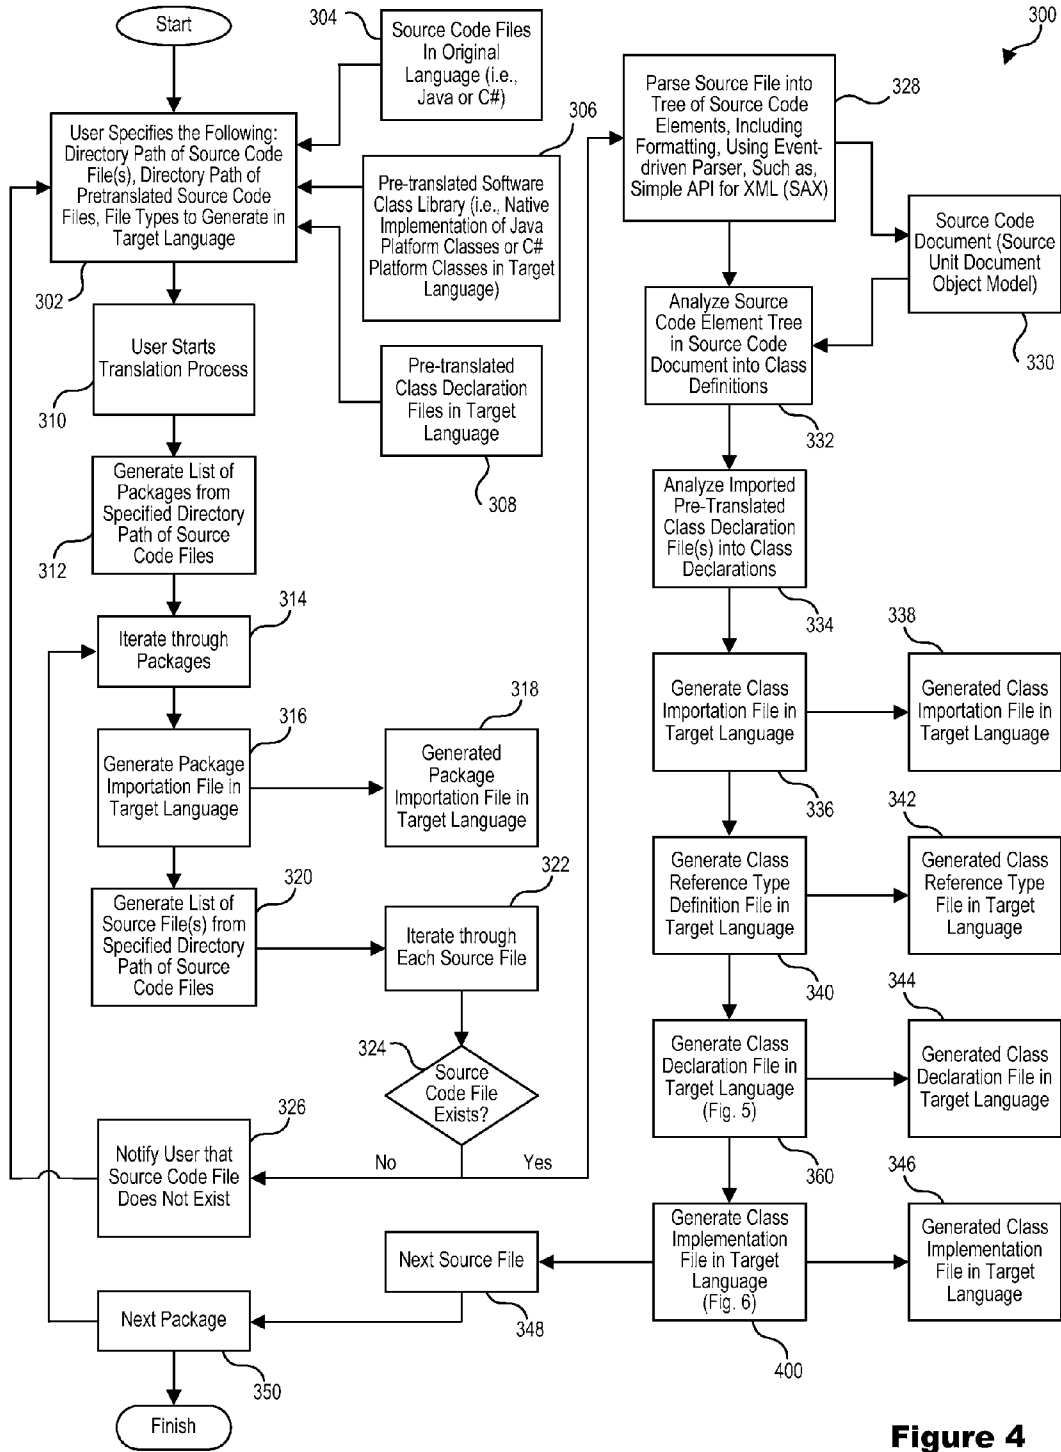 Start
304
Source Code Files
In Original
Language (i.e.,
Java or C#)
300
User Specifies the Following:
Directory Path of Source Code
File(s), Directory Path of
Pretranslated Source Code
Files, File Types to Generate in
Target Language
302
306
Pre-translated Software
Class Library (i.e., Native
Implementation of Java
Platform Classes or C#
Platform Classes in Target
Language)
Pre-translated
Class Declaration
Files in Target
Language
308
User Starts
Translation Process
310
Generate List of
Packages from
Specified Directory
Path of Source
Code Files
312
314
Iterate through
Packages
316
Generate Package
Importation File in
Target Language
318
Generated
Package
Importation File in
Target Language
320
Generate List of
Source File(s) from
Specified Directory
Path of Source
Code Files
322
Iterate through
Each Source File
324
Source
Code File
Exists?
No
Yes
326
Notify User that
Source Code File
Does Not Exist
Parse Source File into
Tree of Source Code
Elements, Including
Formatting, Using Event-
driven Parser, Such as,
Simple API for XML (SAX)
328
Source Code
Document (Source
Unit Document
Object Model)
330
Analyze Source
Code Element Tree
in Source Code
Document into Class
Definitions
332
Analyze Imported
Pre-Translated
Class Declaration
File(s) into Class
Declarations
334
Generate Class
Importation File in
Target Language
336
338
Generated Class
Importation File in
Target Language
Generate Class
Reference Type
Definition File in
Target Language
340
342
Generated Class
Reference Type
File in Target
Language
Generate Class
Declaration File in
Target Language
(Fig. 5)
360
344
Generated Class
Declaration File in
Target Language
Generate Class
Implementation
File in Target
Language
(Fig. 6)
400
346
Generated Class
Implementation
File in Target
Language
Next Source File
348
Next Package
350
Finish
Figure 4